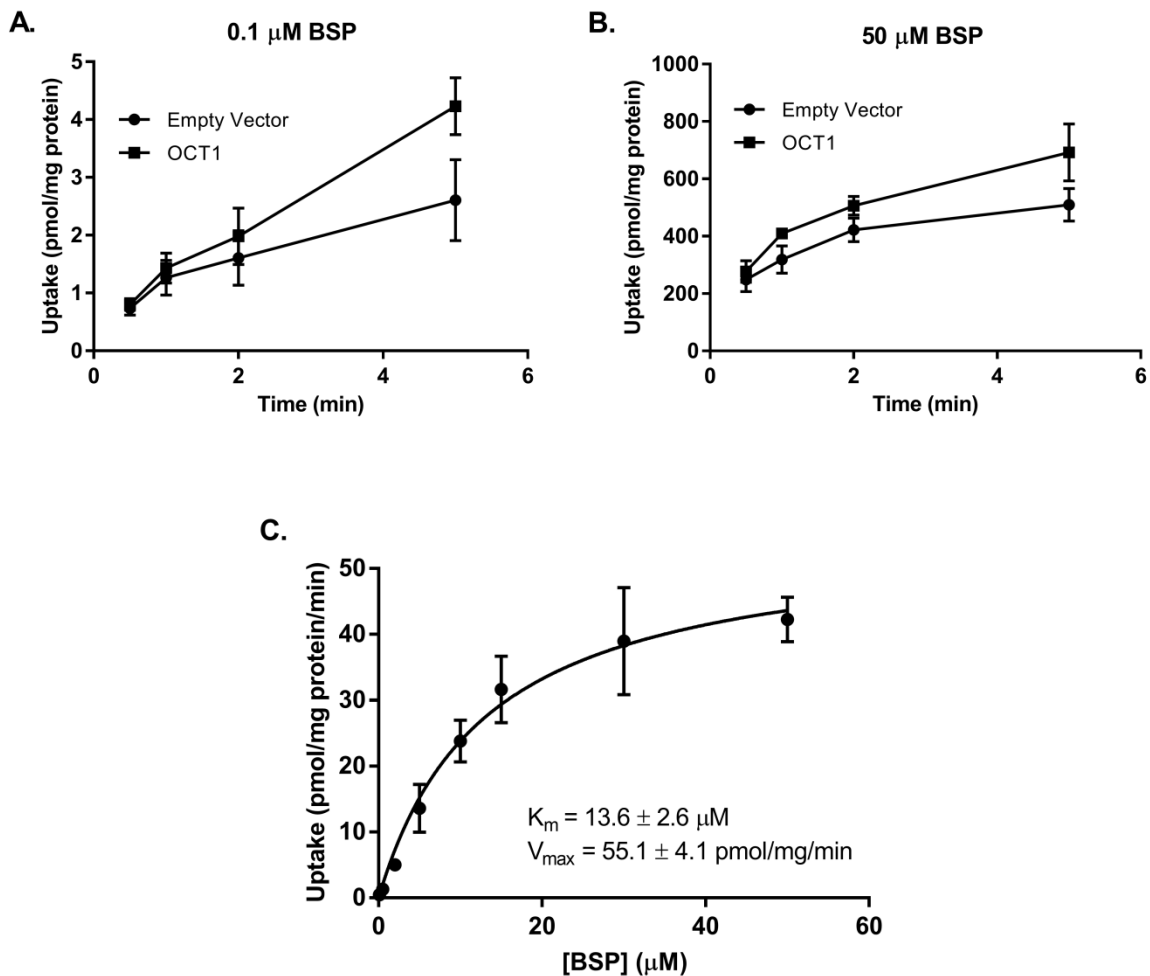 A.
0.1 μM BSP
Uptake (pmol/mg protein)
5
4
3
2
1
0
Empty Vector
OCT1
0 2 4 6
Time (min)
B.
50 μM BSP
Uptake (pmol/mg protein)
1000
800
600
400
200
0
Empty Vector
OCT1
0 2 4 6
Time (min)
C.
Uptake (pmol/mg protein/min)
50
40
30
20
10
0
Km = 13.6 ± 2.6 μM
Vmax = 55.1 ± 4.1 pmol/mg/min
0 20 40 60
[BSP] (μM)